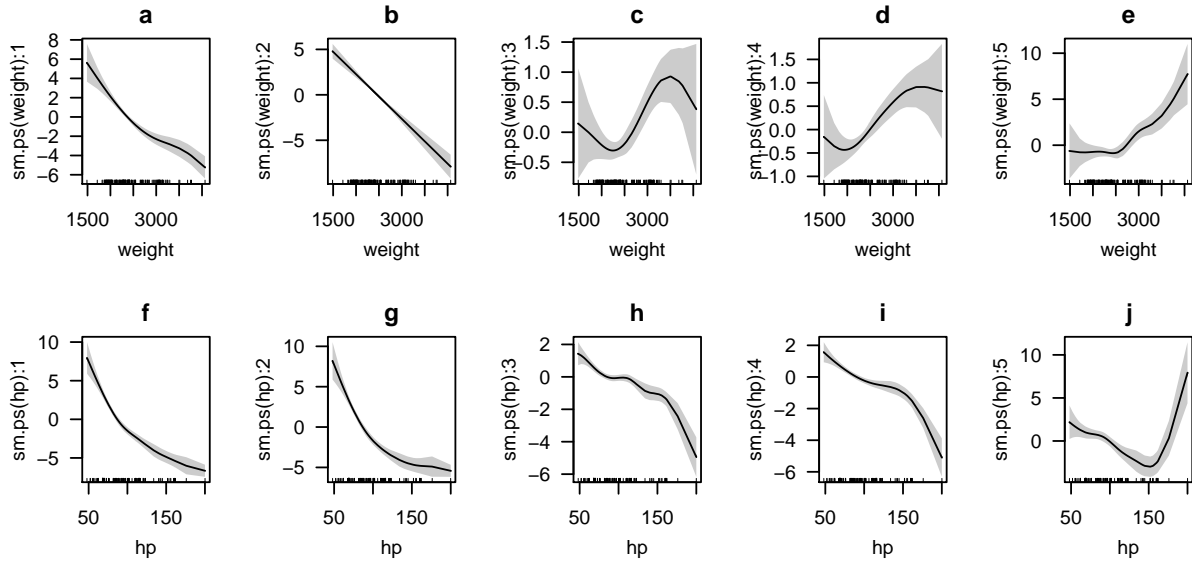 a b c d e
sm.ps(weight):1
8
6
4
2
0
−2
−4
−6
1500 3000
weight
sm.ps(weight):2
5
0
−5
1500 3000
weight
sm.ps(weight):3
1.5
1.0
0.5
0.0
−0.5
1500 3000
weight
sm.ps(weight):4
1.5
1.0
0.5
0.0
−0.5
−1.0
1500 3000
weight
sm.ps(weight):5
10
5
0
1500 3000
weight
f g h i j
sm.ps(hp):1
10
5
0
−5
50 150
hp
sm.ps(hp):2
10
5
0
−5
50 150
hp
sm.ps(hp):3
2
0
−2
−4
−6
50 150
hp
sm.ps(hp):4
2
0
−2
−4
−6
50 150
hp
sm.ps(hp):5
10
5
0
50 150
hp